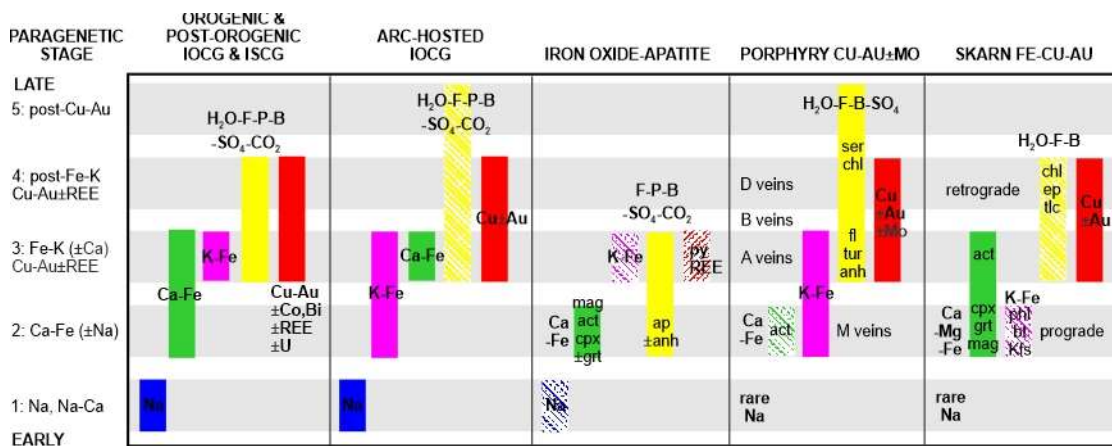 PARAGENETIC
STAGE
OROGENIC &
POST-OROGENIC
IOCG & ISCG
ARC-HOSTED
IOCG
IRON OXIDE-APATITE
PORPHYRY CU-AU±MO
SKARN FE-CU-AU
LATE
5: post-Cu-Au
4: post-Fe-K
Cu-Au±REE
3: Fe-K (±Ca)
Cu-Au±REE
2: Ca-Fe (±Na)
1: Na, Na-Ca
EARLY
H₂O-F-P-B
-SO₄-CO₂
K-Fe
Ca-Fe
Cu-Au
±Co,Bi
±REE
±U
Na
H₂O-F-P-B
-SO₄-CO₂
Cu±Au
Ca-Fe
K-Fe
Na
F-P-B
-SO₄-CO₂
K-Fe
py
REE
mag
Ca
-Fe
act
cpx
±grt
ap
±anh
Na
H₂O-F-B-SO₄
ser
chl
D veins
B veins
A veins
Cu
±Au
±Mo
fl
tur
anh
K-Fe
Ca
-Fe
act
M veins
rare
Na
H₂O-F-B
retrograde
chl
ep
tlc
Cu
±Au
act
K-Fe
Ca
-Mg
-Fe
cpx
grt
mag
phl
bt
Kfs
prograde
rare
Na